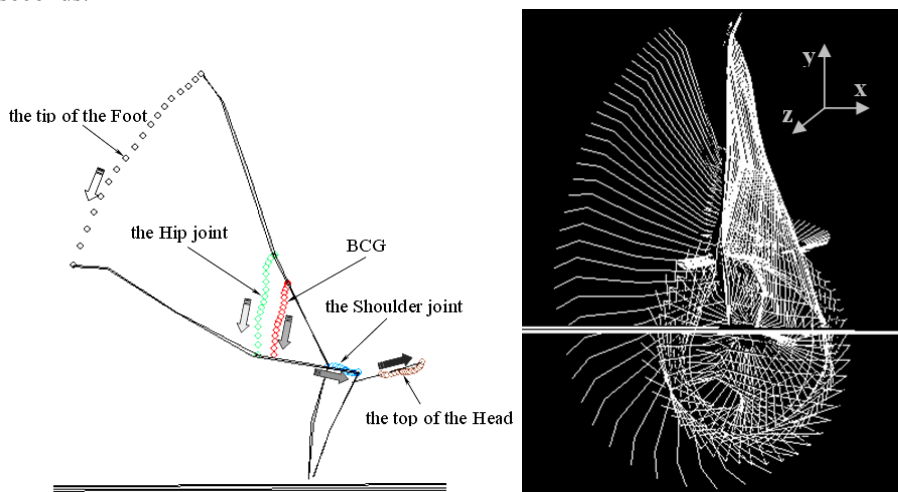 the tip of the Foot
the Hip joint
BCG
the Shoulder joint
the top of the Head
y
x
z